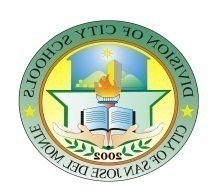 DIVISION OF CITY SCHOOLS
CITY OF SAN JOSE DEL MONTE
2002